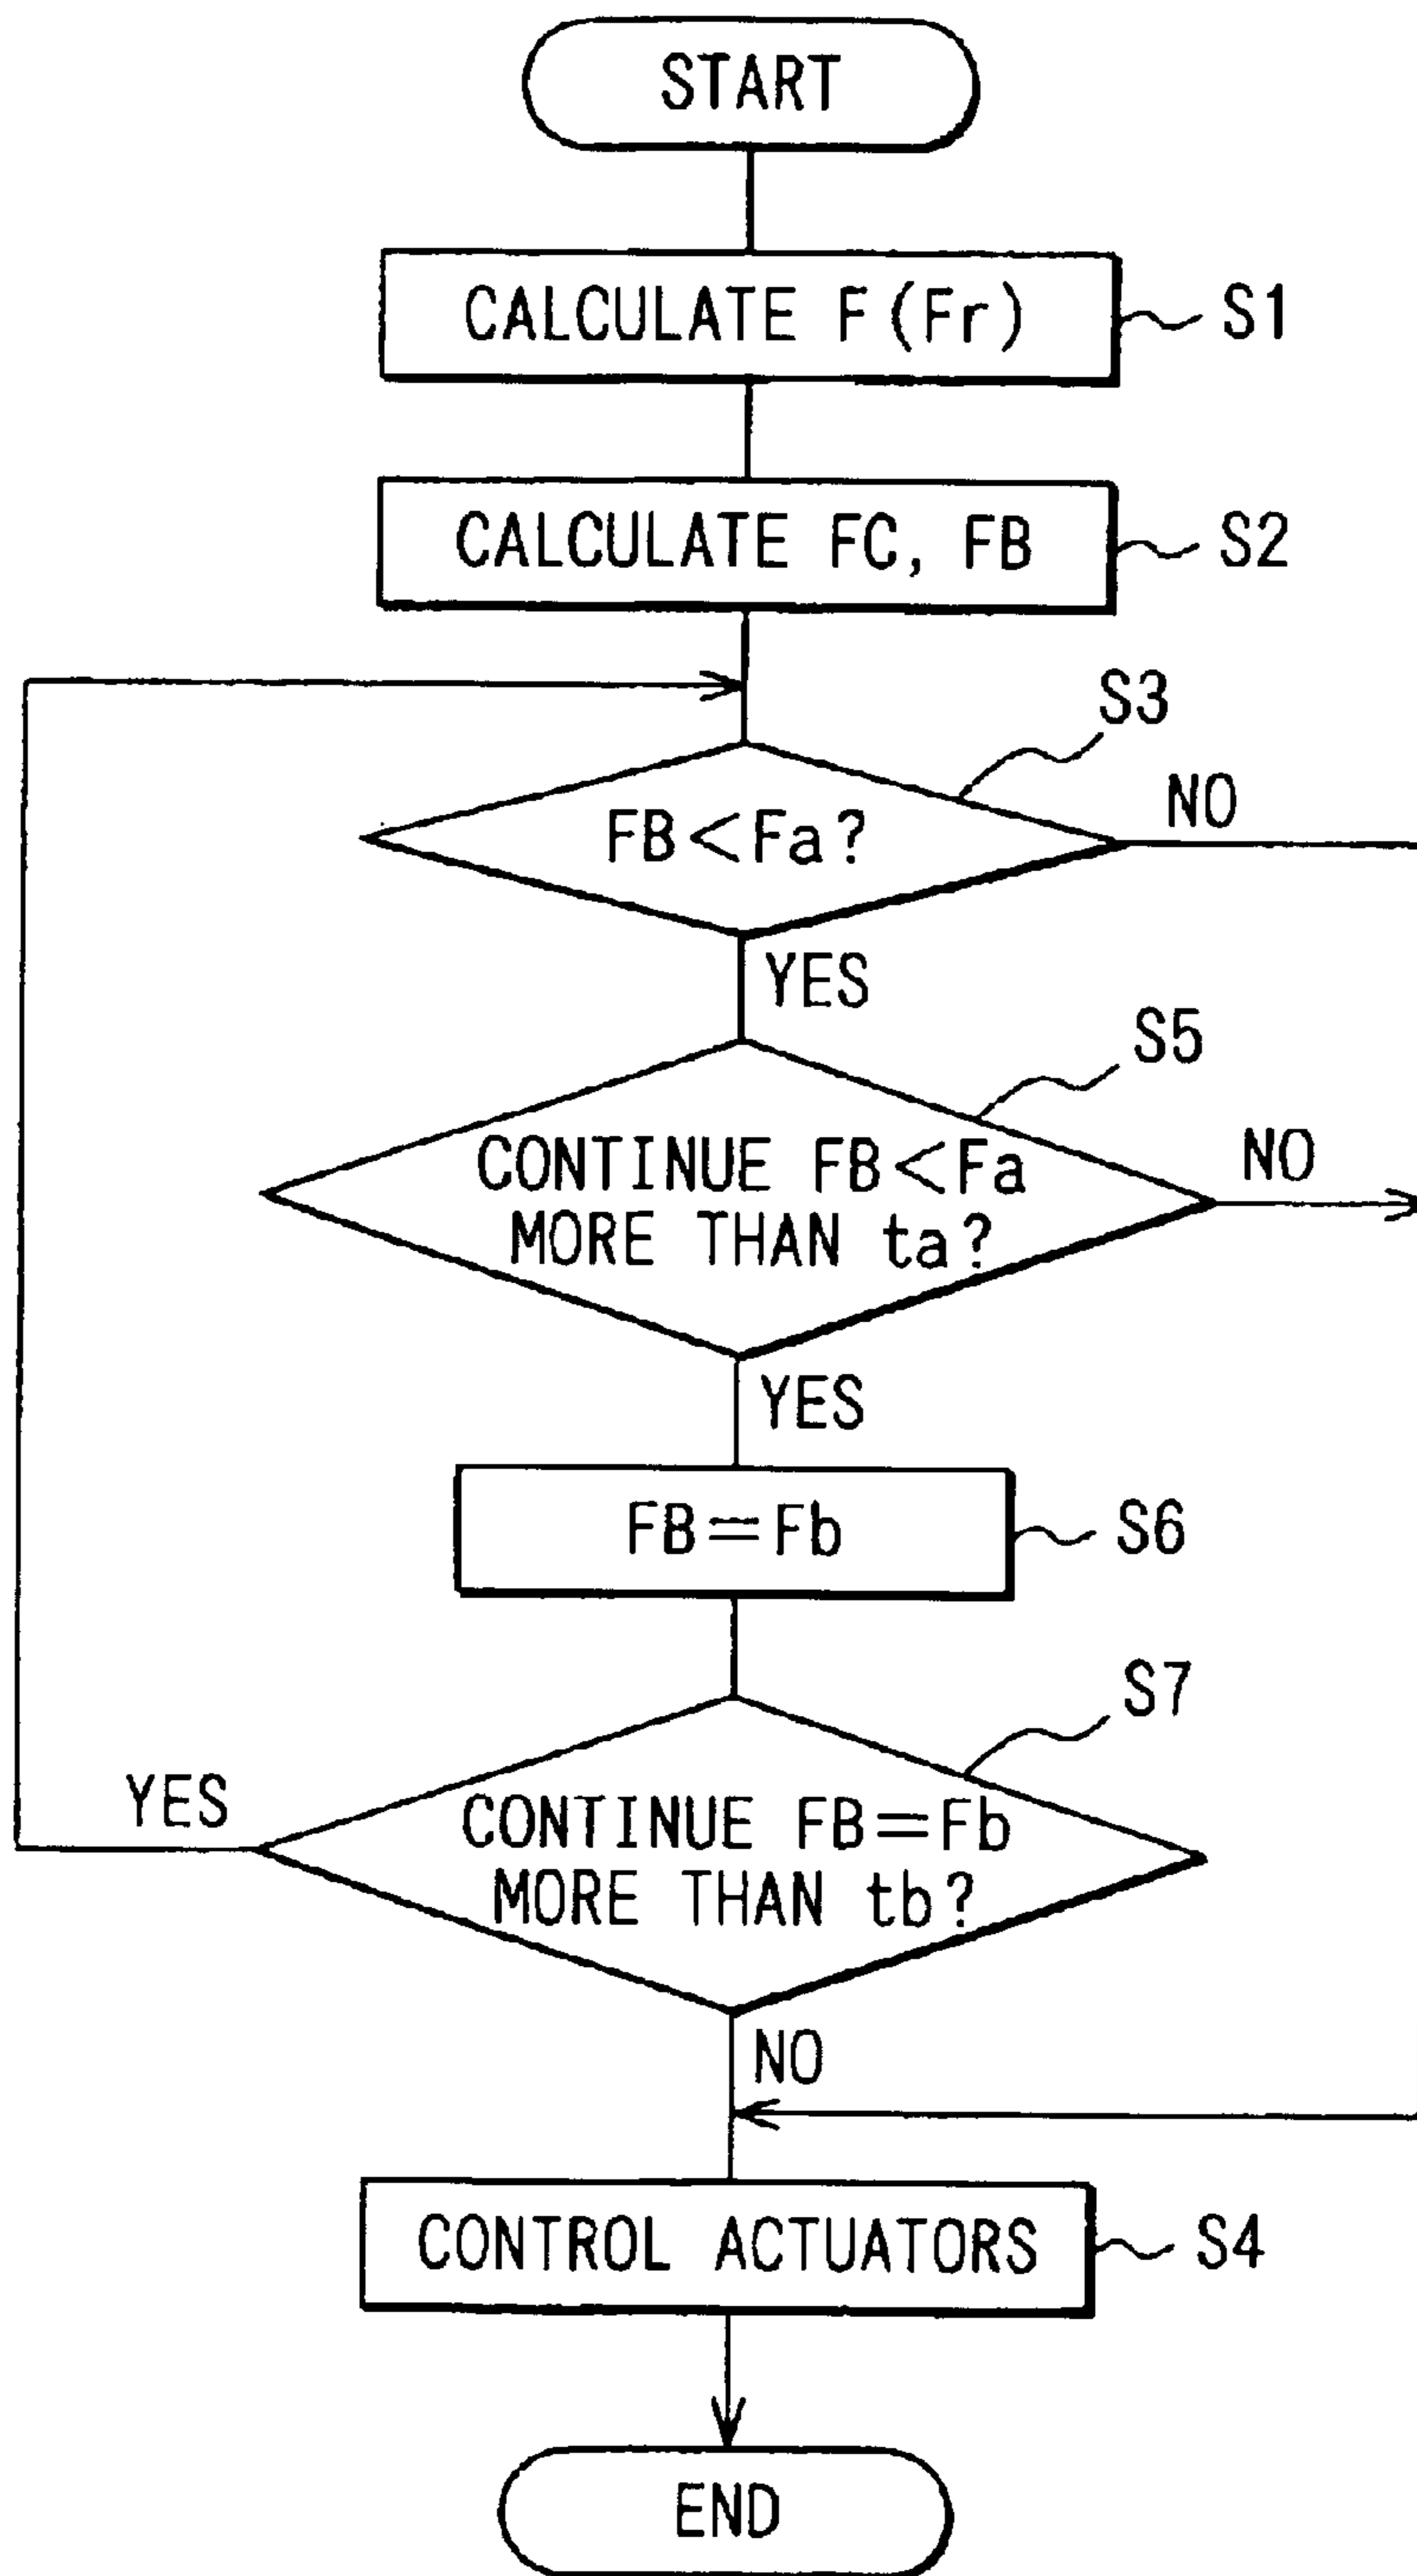 START
CALCULATE F(Fr)
S1
CALCULATE FC, FB
S2
S3
FB<Fa?
NO
YES
S5
CONTINUE FB<Fa
MORE THAN ta?
NO
YES
FB=Fb
S6
S7
YES
CONTINUE FB=Fb
MORE THAN tb?
NO
CONTROL ACTUATORS
S4
END